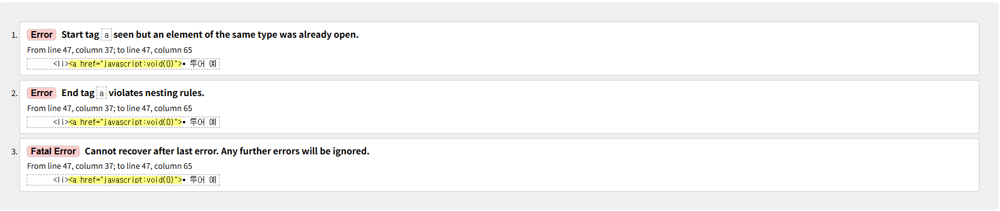 1. Error Start tag a seen but an element of the same type was already open.
From line 47, column 37; to line 47, column 65
<li><a href="javascript:void(0)">▪ 투어 예
2. Error End tag a violates nesting rules.
From line 47, column 37; to line 47, column 65
<li><a href="javascript:void(0)">▪ 투어 예
3. Fatal Error Cannot recover after last error. Any further errors will be ignored.
From line 47, column 37; to line 47, column 65
<li><a href="javascript:void(0)">▪ 투어 예